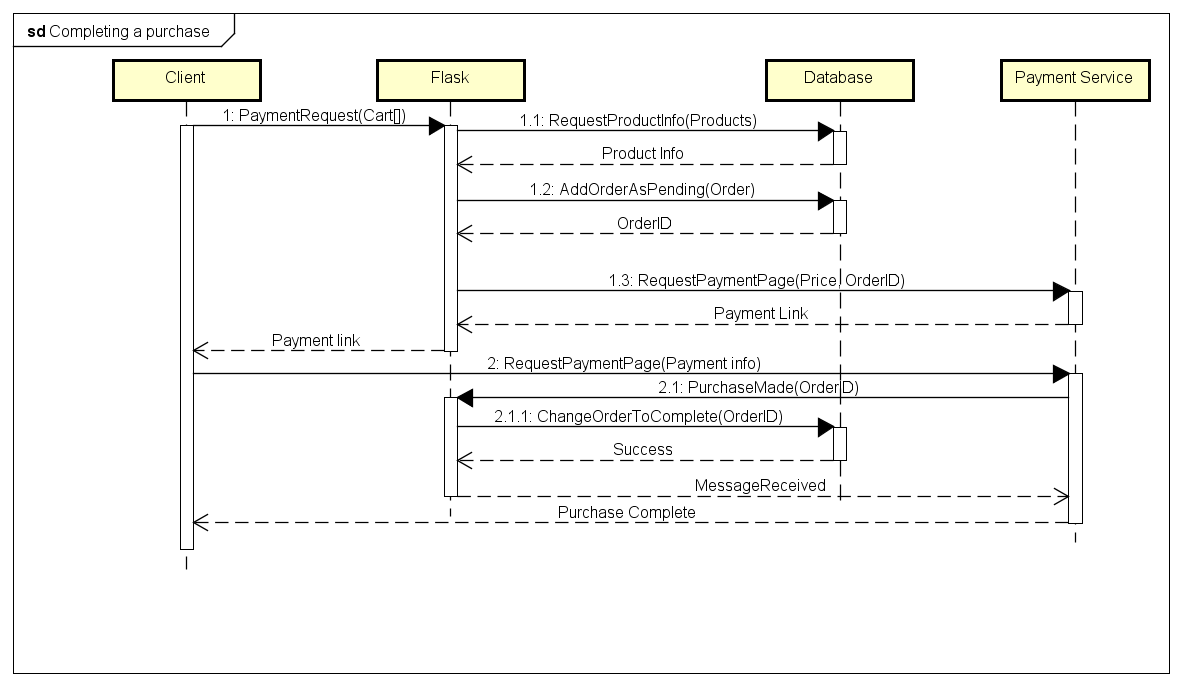 sd Completing a purchase
Client
Flask
Database
Payment Service
1: PaymentRequest(Cart[])
1.1: RequestProductInfo(Products)
Product Info
1.2: AddOrderAsPending(Order)
OrderID
1.3: RequestPaymentPage(Price, OrderID)
Payment Link
Payment link
2: RequestPaymentPage(Payment info)
2.1: PurchaseMade(OrderID)
2.1.1: ChangeOrderToComplete(OrderID)
Success
MessageReceived
Purchase Complete